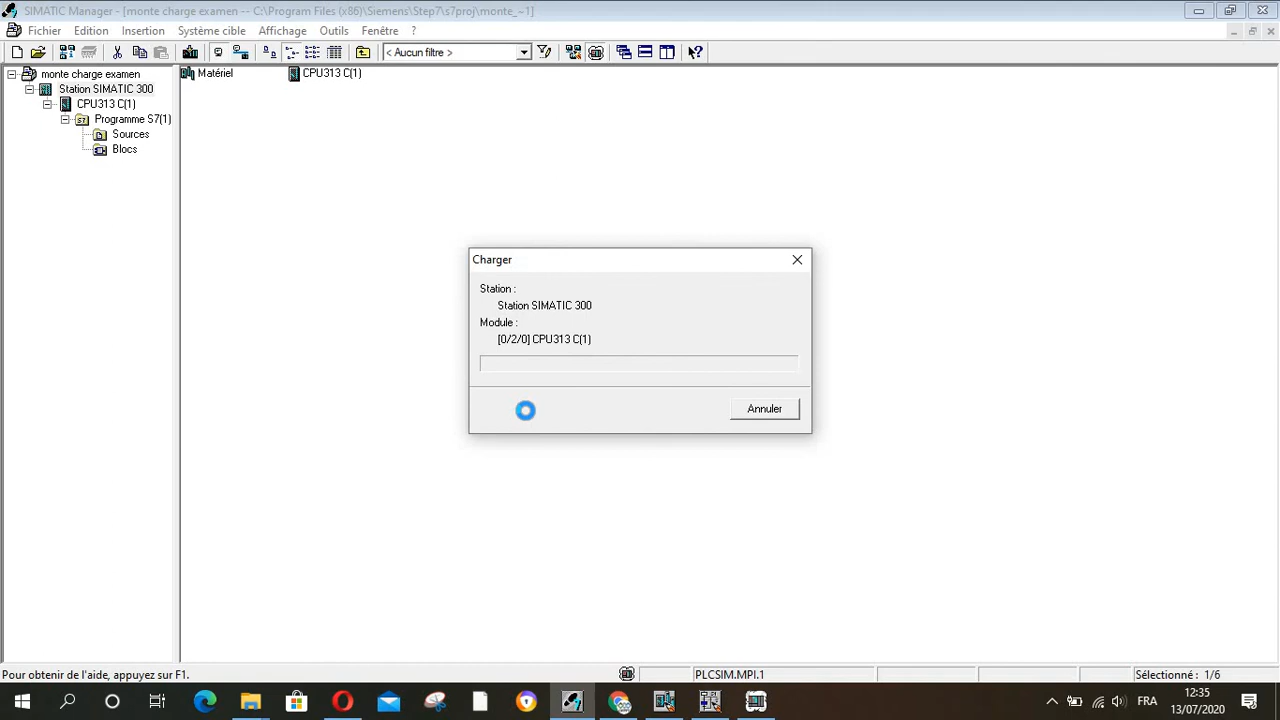 SIMATIC Manager - [monte charge examen -- C:\Program Files (x86)\Siemens\Step7\s7proj\monte_~1]
Fichier Edition Insertion Système cible Affichage Outils Fenêtre ?
< Aucun filtre >
monte charge examen
Station SIMATIC 300
CPU313 C(1)
Programme S7(1)
Sources
Blocs
Matériel CPU313 C(1)
Charger
Station :
Station SIMATIC 300
Module :
[0/2/0] CPU313 C(1)
Annuler
Pour obtenir de l'aide, appuyez sur F1. PLCSIM.MPI.1 Sélectionné : 1/6
FRA 12:35
13/07/2020